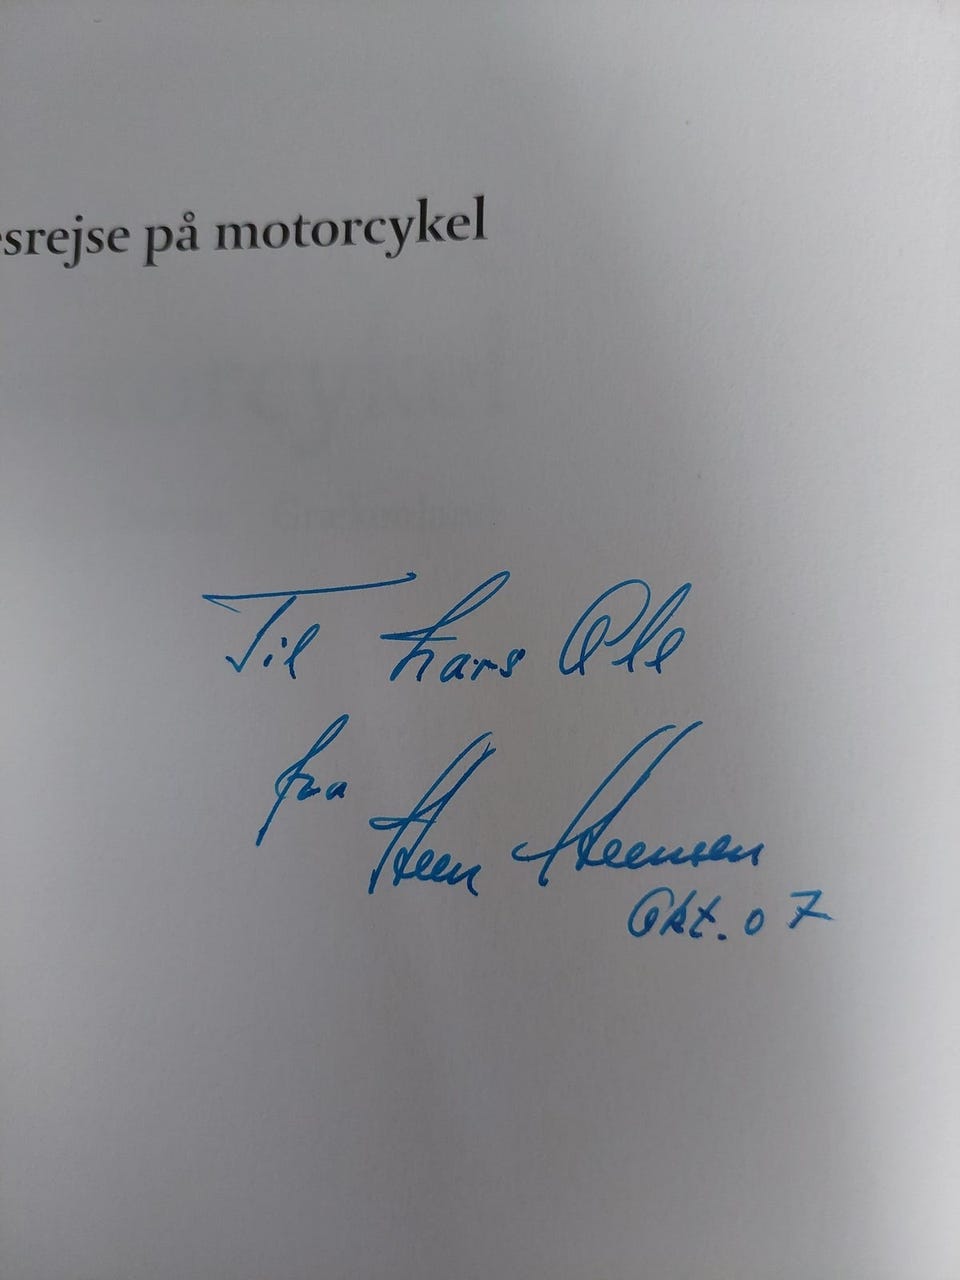 esrejse på motorcykel
Til Lars Ole
fra Steen Steensen
Okt. 07